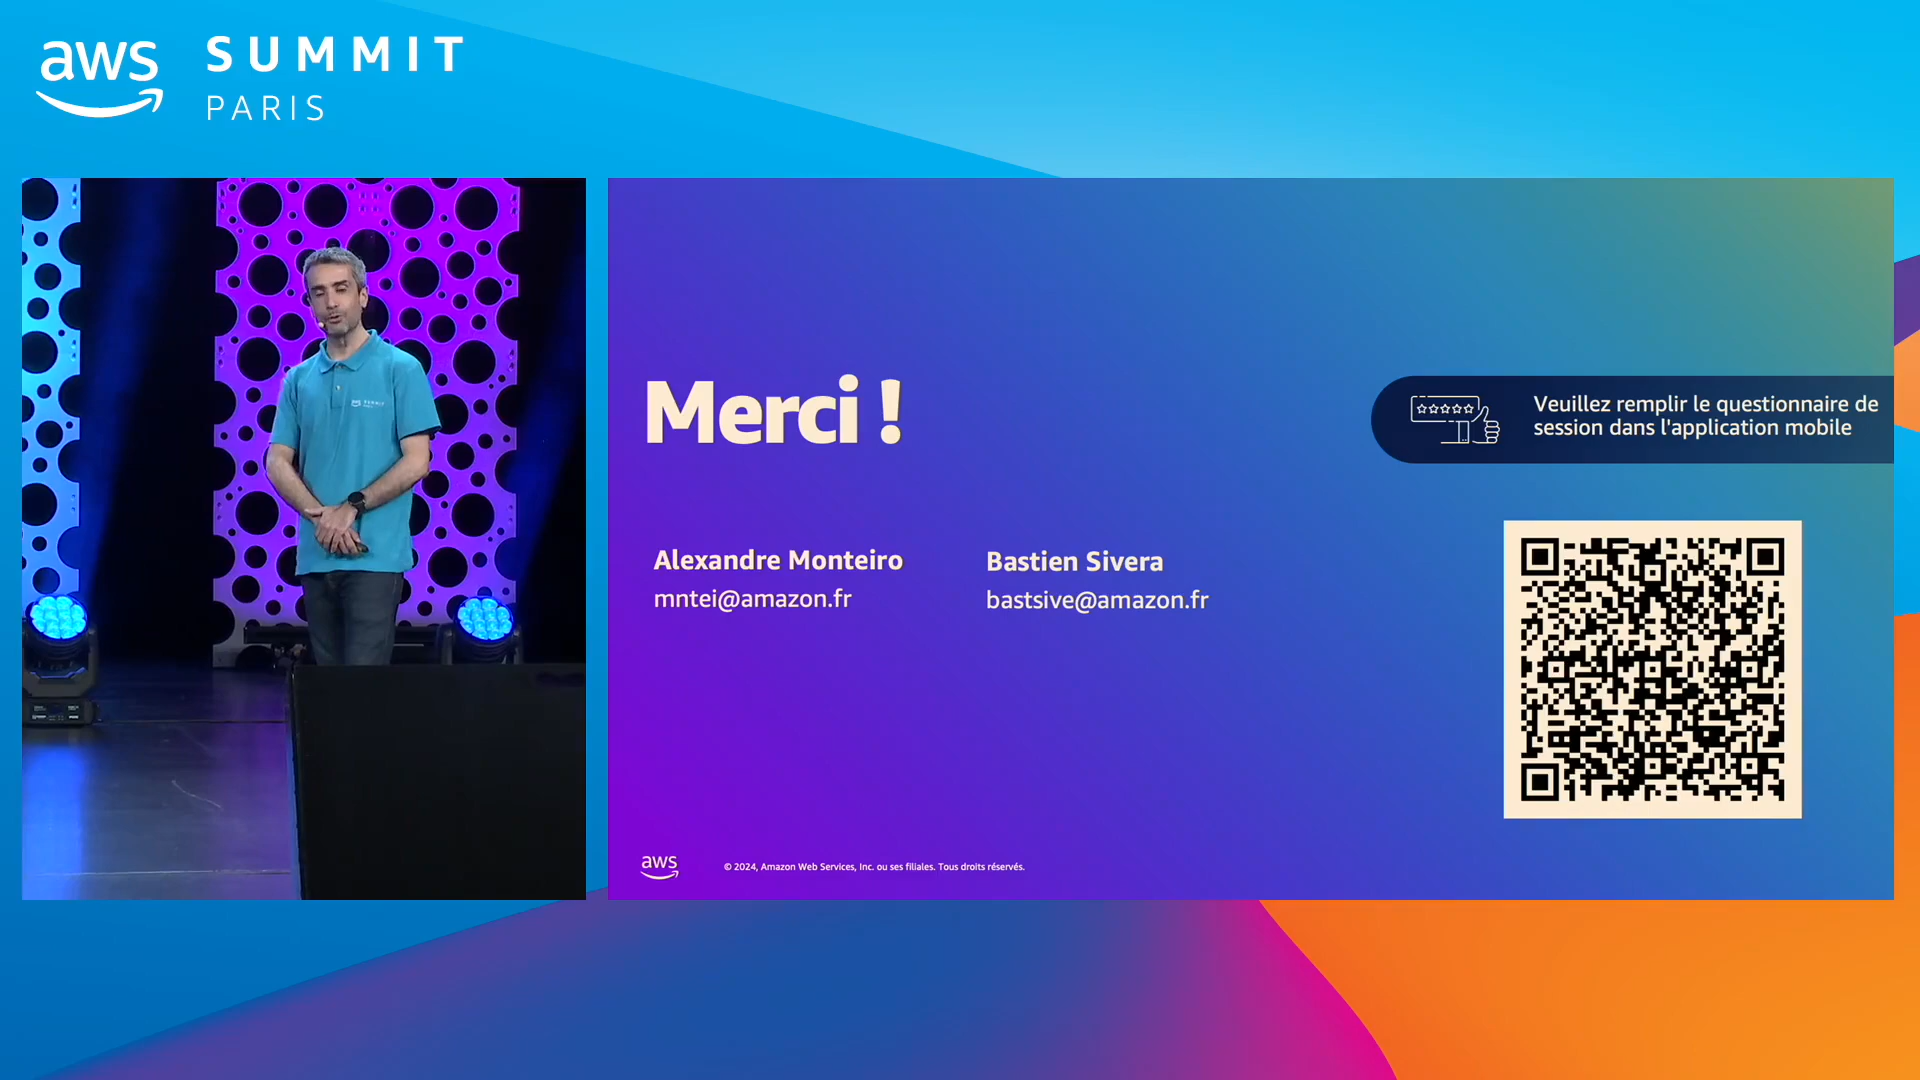 aws SUMMIT
PARIS
Merci !
Veuillez remplir le questionnaire de
session dans l'application mobile
Alexandre Monteiro
mntei@amazon.fr
Bastien Sivera
bastsive@amazon.fr
aws
© 2024, Amazon Web Services, Inc. ou ses filiales. Tous droits réservés.